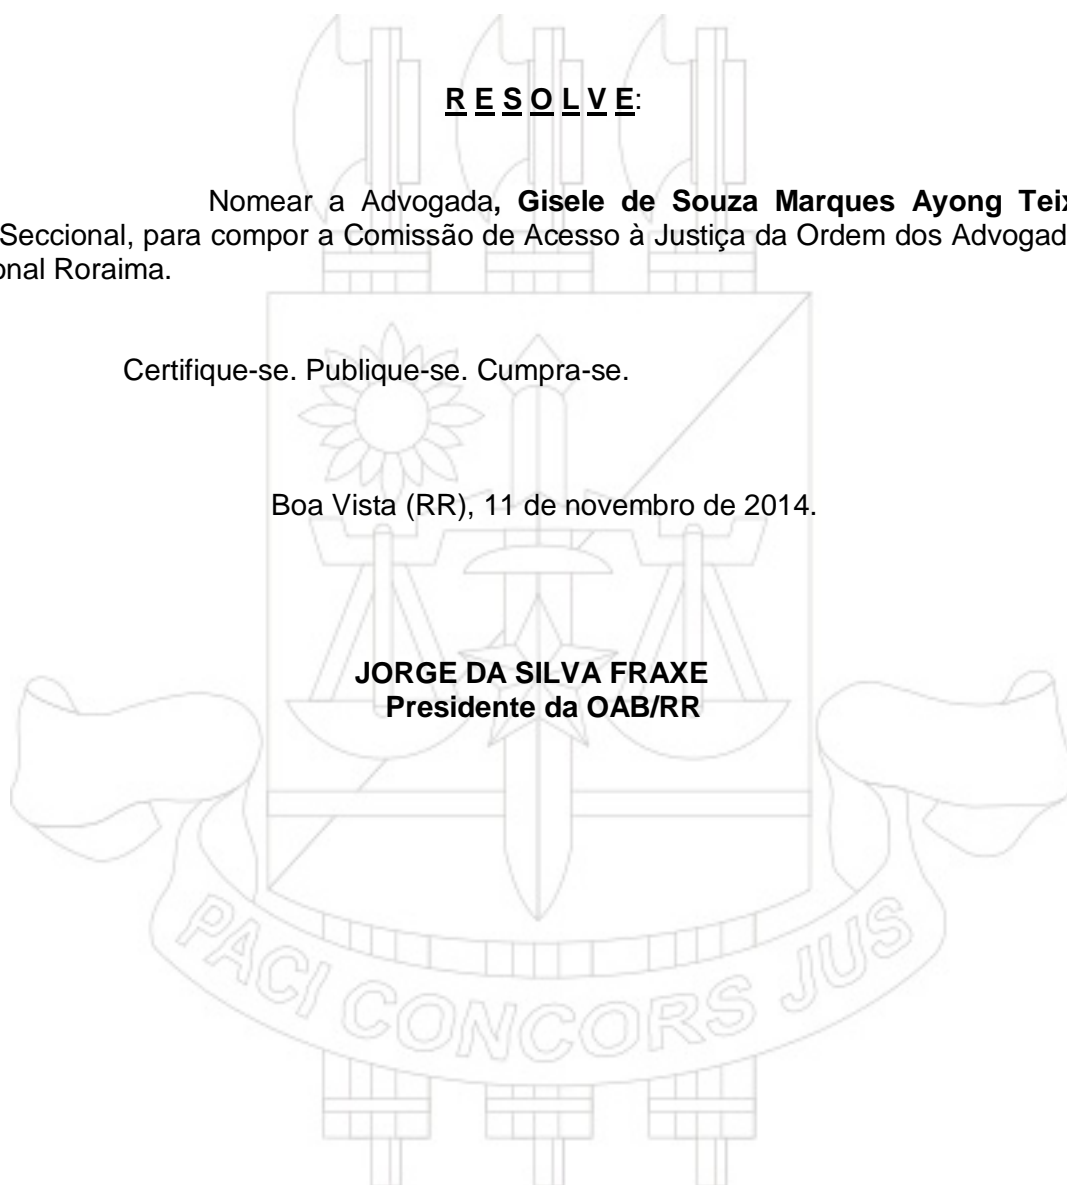 R E S O L V E:
Nomear a Advogada, Gisele de Souza Marques Ayong Teix
Seccional, para compor a Comissão de Acesso à Justiça da Ordem dos Advogad
onal Roraima.
Certifique-se. Publique-se. Cumpra-se.
Boa Vista (RR), 11 de novembro de 2014.
JORGE DA SILVA FRAXE
Presidente da OAB/RR
PACI CONCORS JUS